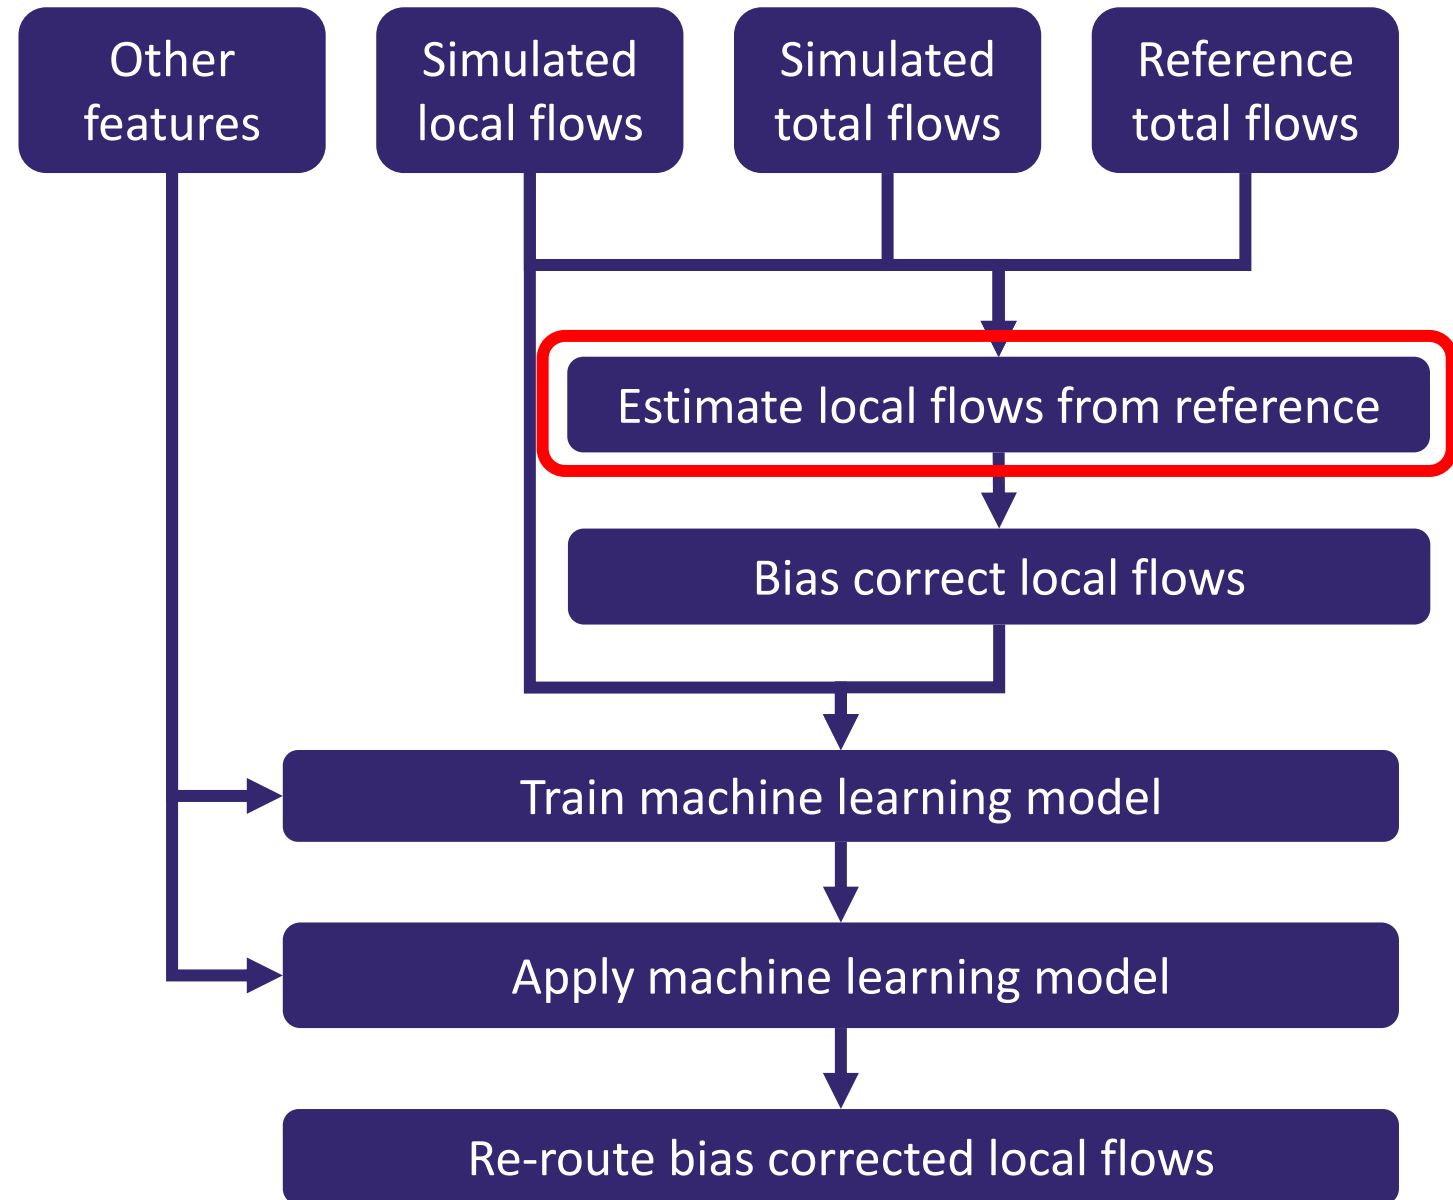 Other
features
Simulated
local flows
Simulated
total flows
Reference
total flows
Estimate local flows from reference
Bias correct local flows
Train machine learning model
Apply machine learning model
Re-route bias corrected local flows